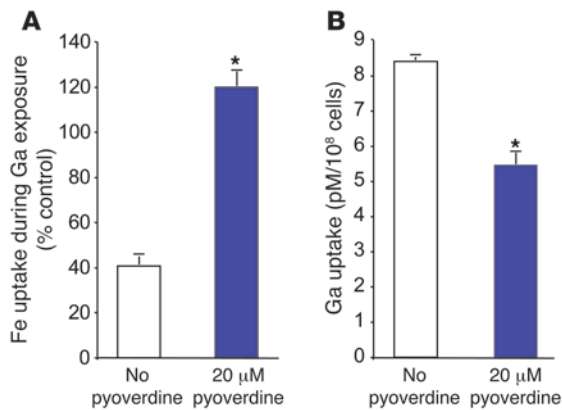 A
Fe uptake during Ga exposure
(% control)
140
120
100
80
60
40
20
0
*
No
pyoverdine
20 μM
pyoverdine
B
Ga uptake (pM/10⁸ cells)
9
8
7
6
5
4
3
2
1
0
*
No
pyoverdine
20 μM
pyoverdine